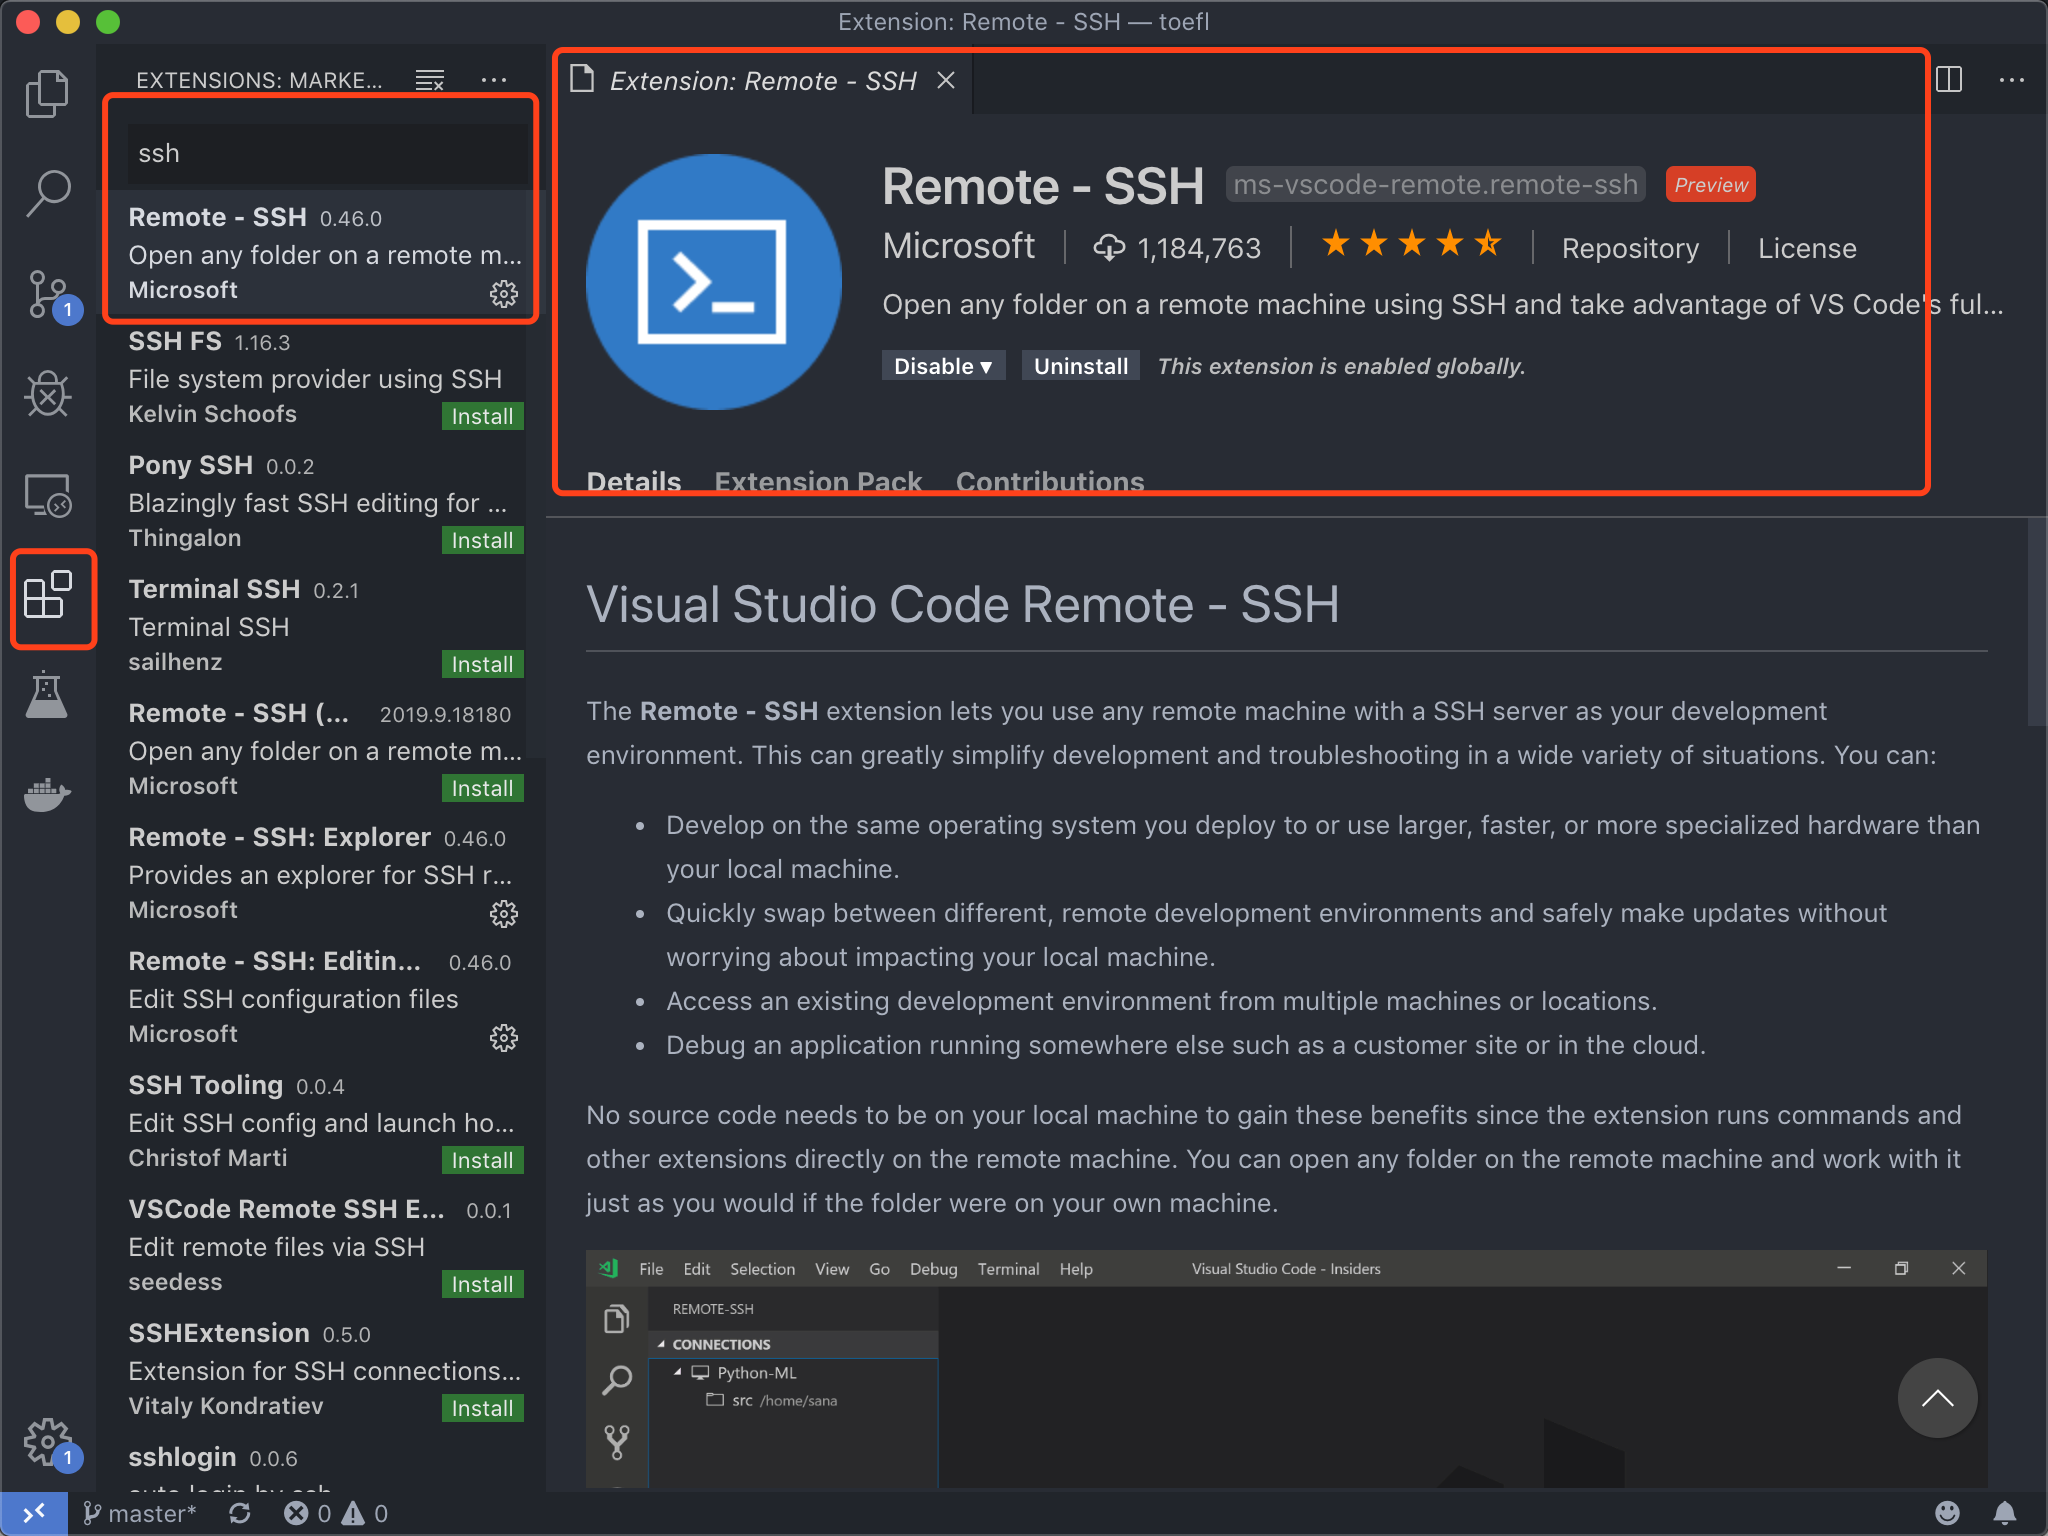 Extension: Remote - SSH — toefl
EXTENSIONS: MARKE...
ssh
Remote - SSH 0.46.0
Open any folder on a remote m...
Microsoft
SSH FS 1.16.3
File system provider using SSH
Kelvin Schoofs
Install
Pony SSH 0.0.2
Blazingly fast SSH editing for ...
Thingalon
Install
Terminal SSH 0.2.1
Terminal SSH
sailhenz
Install
Remote - SSH (... 2019.9.18180
Open any folder on a remote m...
Microsoft
Install
Remote - SSH: Explorer 0.46.0
Provides an explorer for SSH r...
Microsoft
Remote - SSH: Editin... 0.46.0
Edit SSH configuration files
Microsoft
SSH Tooling 0.0.4
Edit SSH config and launch ho...
Christof Marti
Install
VSCode Remote SSH E... 0.0.1
Edit remote files via SSH
seedess
Install
SSHExtension 0.5.0
Extension for SSH connections...
Vitaly Kondratiev
Install
sshlogin 0.0.6
auto login by ssh
Extension: Remote - SSH
Remote - SSH ms-vscode-remote.remote-ssh Preview
Microsoft | 1,184,763 | ★★★★ | Repository | License
Open any folder on a remote machine using SSH and take advantage of VS Code's ful...
Disable ▾ Uninstall This extension is enabled globally.
Details Extension Pack Contributions
Visual Studio Code Remote - SSH
The Remote - SSH extension lets you use any remote machine with a SSH server as your development
environment. This can greatly simplify development and troubleshooting in a wide variety of situations. You can:
• Develop on the same operating system you deploy to or use larger, faster, or more specialized hardware than
your local machine.
• Quickly swap between different, remote development environments and safely make updates without
worrying about impacting your local machine.
• Access an existing development environment from multiple machines or locations.
• Debug an application running somewhere else such as a customer site or in the cloud.
No source code needs to be on your local machine to gain these benefits since the extension runs commands and
other extensions directly on the remote machine. You can open any folder on the remote machine and work with it
just as you would if the folder were on your own machine.
File Edit Selection View Go Debug Terminal Help Visual Studio Code - Insiders
REMOTE-SSH
CONNECTIONS
Python-ML
src /home/sana
1
1
master* 0 0